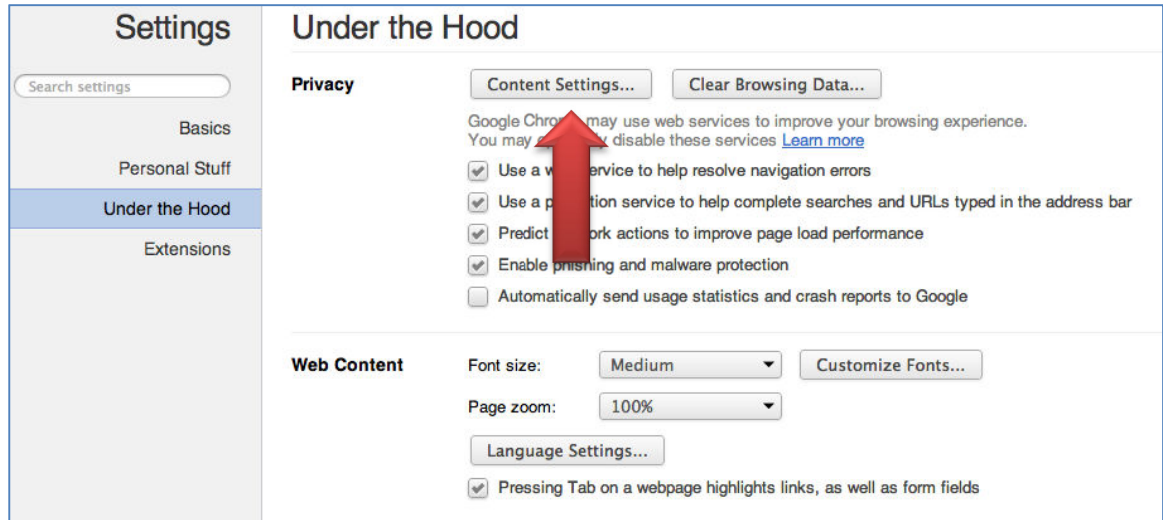 Settings
Search settings
Basics
Personal Stuff
Under the Hood
Extensions
Under the Hood
Privacy
Content Settings...
Clear Browsing Data...
Google Chrome may use web services to improve your browsing experience.
You may disable these services Learn more
Use a service to help resolve navigation errors
Use a service to help complete searches and URLs typed in the address bar
Predict actions to improve page load performance
Enable phishing and malware protection
Automatically send usage statistics and crash reports to Google
Web Content
Font size:
Medium
Customize Fonts...
Page zoom:
100%
Language Settings...
Pressing Tab on a webpage highlights links, as well as form fields